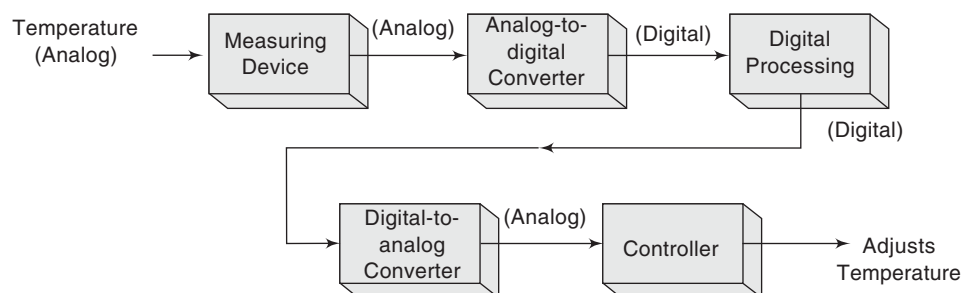 Temperature
(Analog)
Measuring
Device
(Analog)
Analog-to-
digital
Converter
(Digital)
Digital
Processing
(Digital)
Digital-to-
analog
Converter
(Analog)
Controller
Adjusts
Temperature